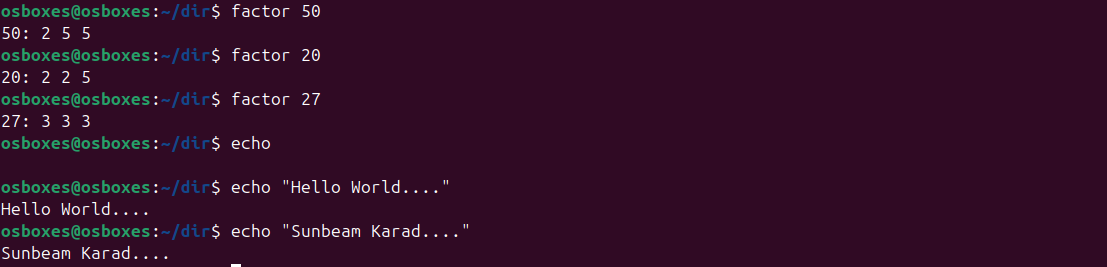 osboxes@osboxes:~/dir$ factor 50
50: 2 5 5
osboxes@osboxes:~/dir$ factor 20
20: 2 2 5
osboxes@osboxes:~/dir$ factor 27
27: 3 3 3
osboxes@osboxes:~/dir$ echo

osboxes@osboxes:~/dir$ echo "Hello World...."
Hello World....
osboxes@osboxes:~/dir$ echo "Sunbeam Karad...."
Sunbeam Karad....